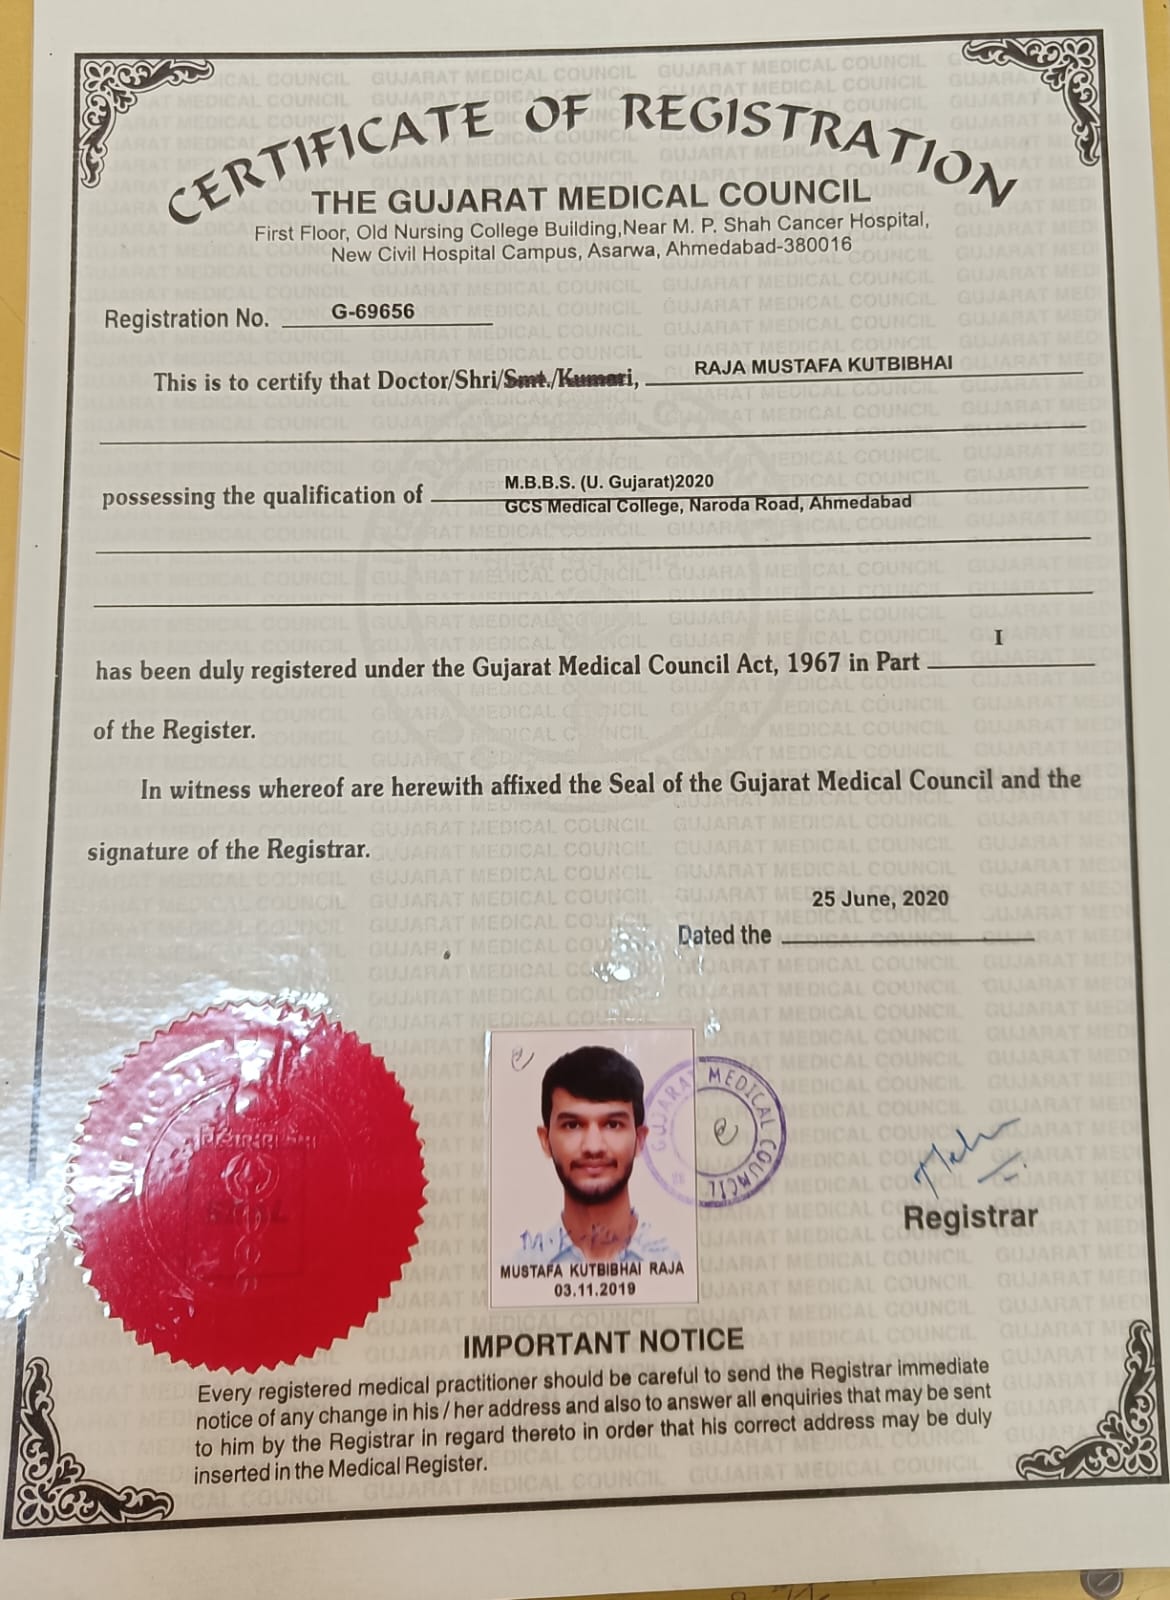 CERTIFICATE OF REGISTRATION
THE GUJARAT MEDICAL COUNCIL
First Floor, Old Nursing College Building,Near M. P. Shah Cancer Hospital,
New Civil Hospital Campus, Asarwa, Ahmedabad-380016
Registration No. G-69656
This is to certify that Doctor/Shri/Smt./Kumari, RAJA MUSTAFA KUTBIBHAI
possessing the qualification of M.B.B.S. (U. Gujarat)2020
GCS Medical College, Naroda Road, Ahmedabad
has been duly registered under the Gujarat Medical Council Act, 1967 in Part I
of the Register.
In witness whereof are herewith affixed the Seal of the Gujarat Medical Council and the
signature of the Registrar.
25 June, 2020
Dated the
GUJARAT MEDICAL COUNCIL
MUSTAFA KUTBIBHAI RAJA
03.11.2019
Registrar
IMPORTANT NOTICE
Every registered medical practitioner should be careful to send the Registrar immediate
notice of any change in his / her address and also to answer all enquiries that may be sent
to him by the Registrar in regard thereto in order that his correct address may be duly
inserted in the Medical Register.